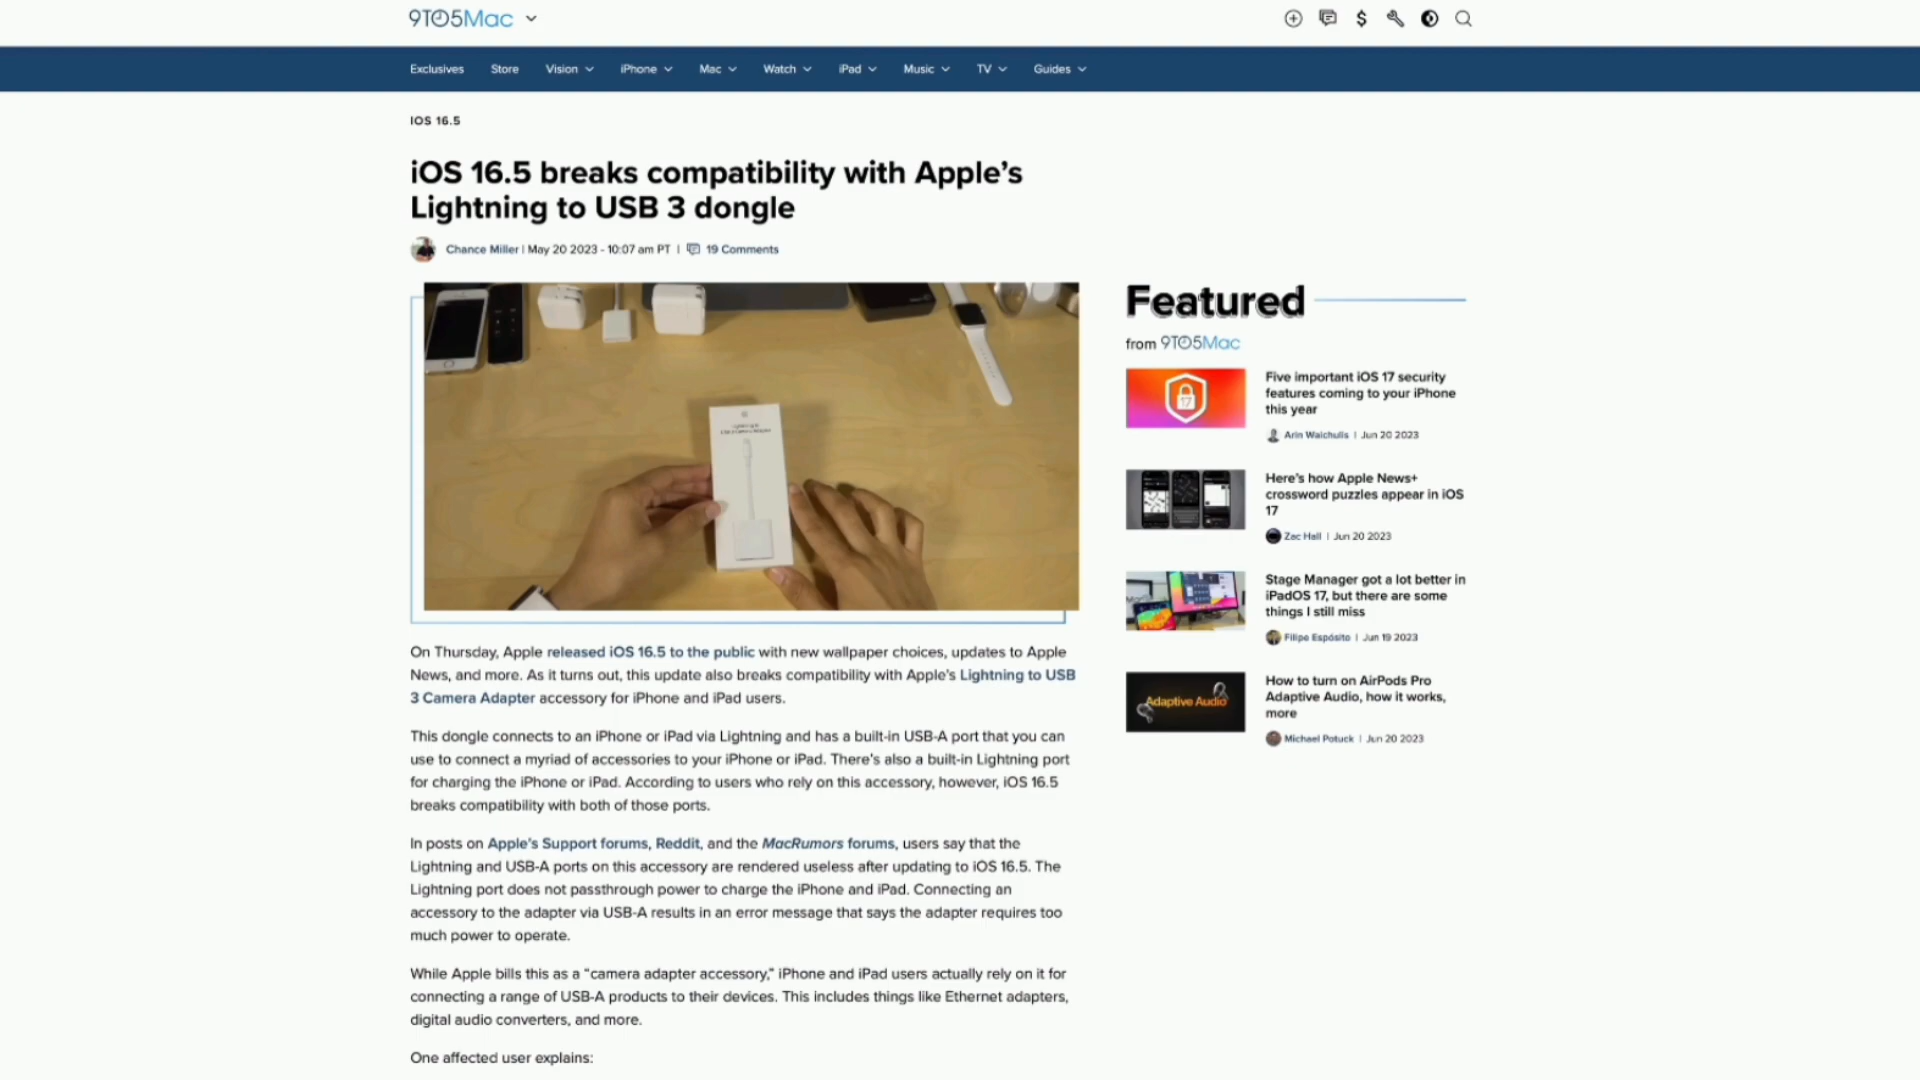 9TO5Mac
Exclusives Store Vision iPhone Mac Watch iPad Music TV Guides
IOS 16.5
iOS 16.5 breaks compatibility with Apple's
Lightning to USB 3 dongle
Chance Miller | May 20 2023 - 10:07 am PT | 19 Comments
On Thursday, Apple released iOS 16.5 to the public with new wallpaper choices, updates to Apple
News, and more. As it turns out, this update also breaks compatibility with Apple's Lightning to USB
3 Camera Adapter accessory for iPhone and iPad users.
This dongle connects to an iPhone or iPad via Lightning and has a built-in USB-A port that you can
use to connect a myriad of accessories to your iPhone or iPad. There's also a built-in Lightning port
for charging the iPhone or iPad. According to users who rely on this accessory, however, iOS 16.5
breaks compatibility with both of those ports.
In posts on Apple's Support forums, Reddit, and the MacRumors forums, users say that the
Lightning and USB-A ports on this accessory are rendered useless after updating to iOS 16.5. The
Lightning port does not passthrough power to charge the iPhone and iPad. Connecting an
accessory to the adapter via USB-A results in an error message that says the adapter requires too
much power to operate.
While Apple bills this as a "camera adapter accessory," iPhone and iPad users actually rely on it for
connecting a range of USB-A products to their devices. This includes things like Ethernet adapters,
digital audio converters, and more.
One affected user explains:
Featured
from 9TO5Mac
17
Five important iOS 17 security
features coming to your iPhone
this year
Arin Waichulis | Jun 20 2023
Here's how Apple News+
crossword puzzles appear in iOS
17
Zac Hall | Jun 20 2023
Stage Manager got a lot better in
iPadOS 17, but there are some
things I still miss
Filipe Espósito | Jun 19 2023
Adaptive Audio
How to turn on AirPods Pro
Adaptive Audio, how it works,
more
Michael Potuck | Jun 20 2023